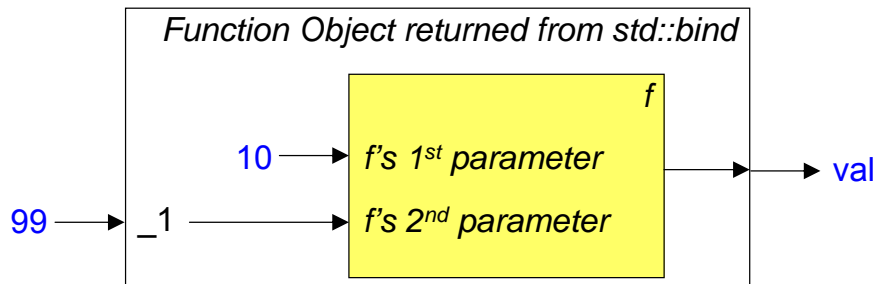 Function Object returned from std::bind
f
10 f's 1st parameter
val
99 _1 f's 2nd parameter